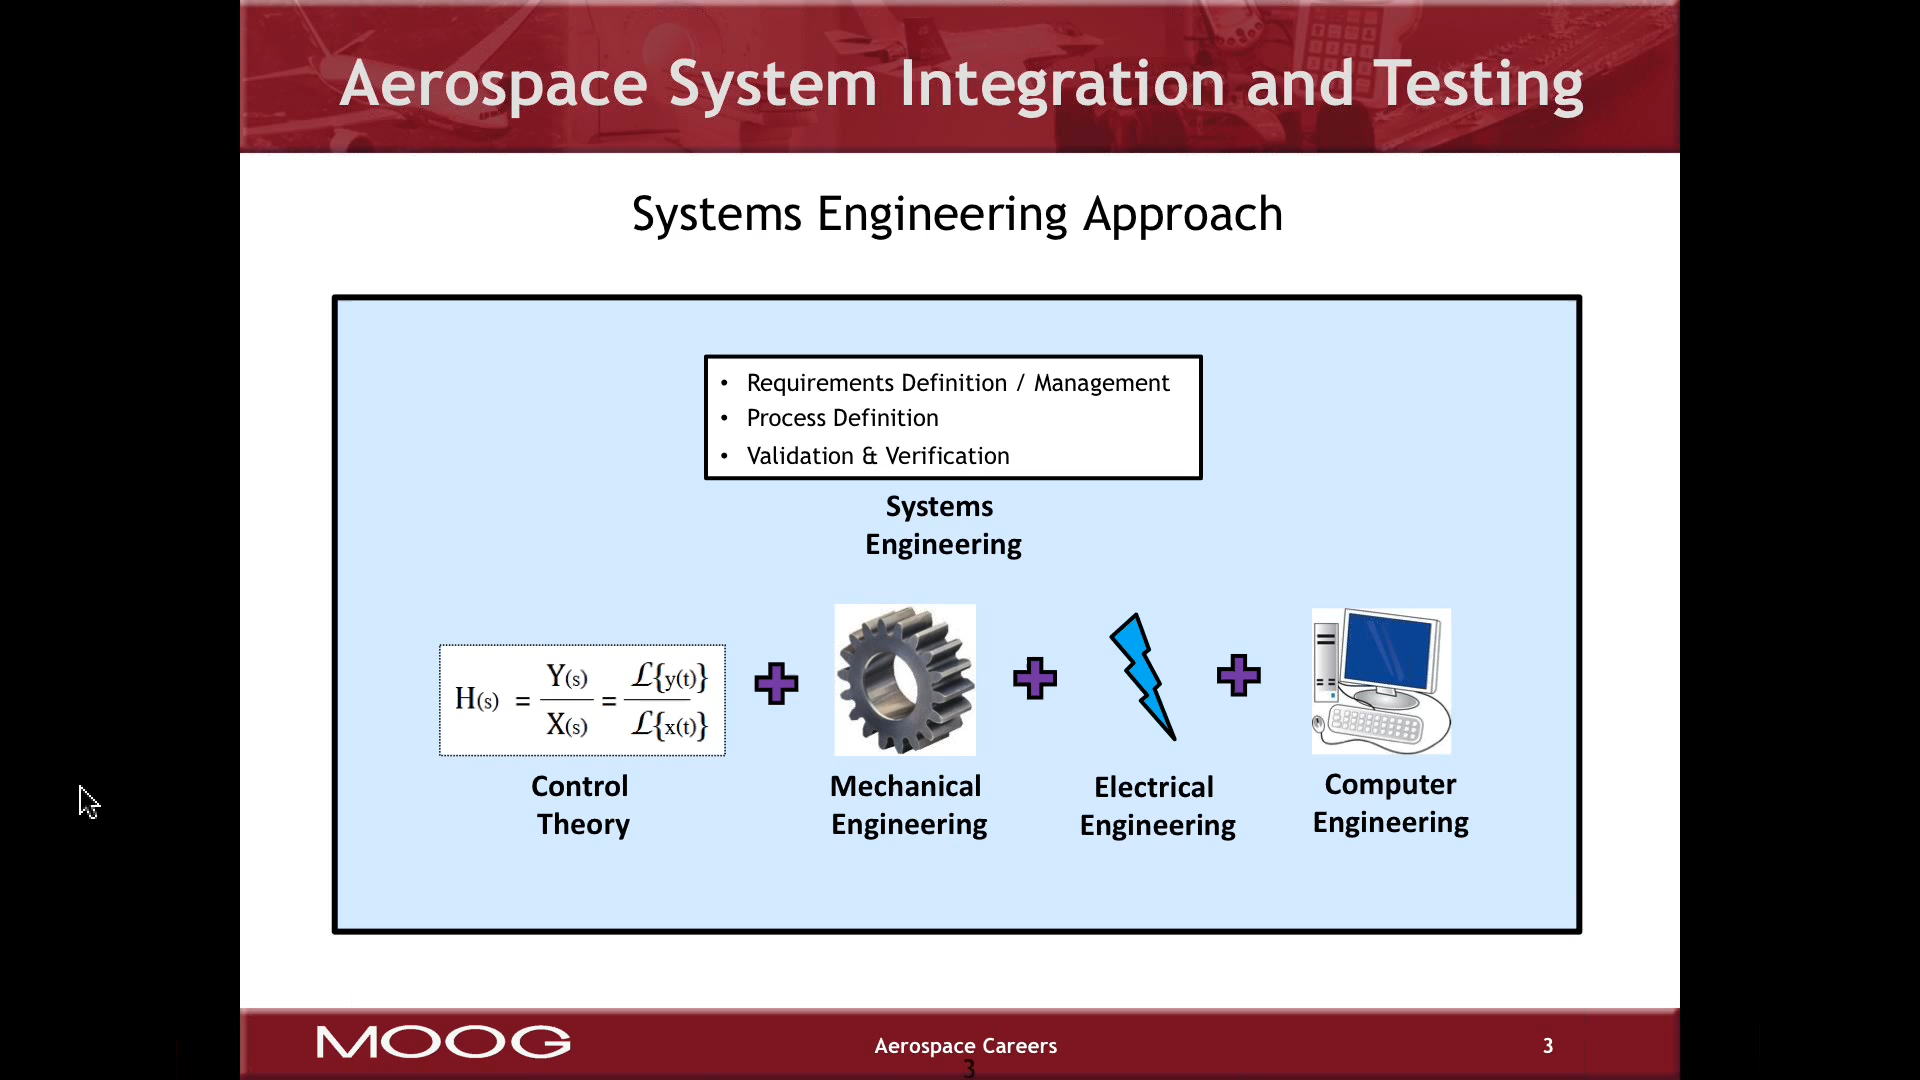 Aerospace System Integration and Testing
Systems Engineering Approach
• Requirements Definition / Management
• Process Definition
• Validation & Verification
Systems
Engineering
H(s) = Y(s) / X(s) = ℒ{y(t)} / ℒ{x(t)}
Control
Theory
Mechanical
Engineering
Electrical
Engineering
Computer
Engineering
MOOG
Aerospace Careers
3
3